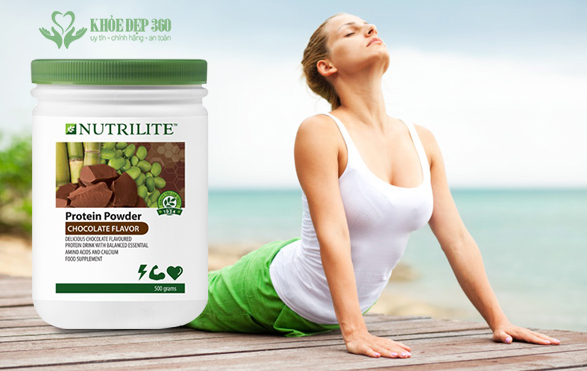 KHỎE DẸP 360
uy tín - chính hãng - an toàn
NUTRILITE™
Protein Powder
CHOCOLATE FLAVOR
DELICIOUS CHOCOLATE FLAVOURED
PROTEIN DRINK WITH BALANCED ESSENTIAL
AMINO ACIDS AND CALCIUM
FOOD SUPPLEMENT
500 grams